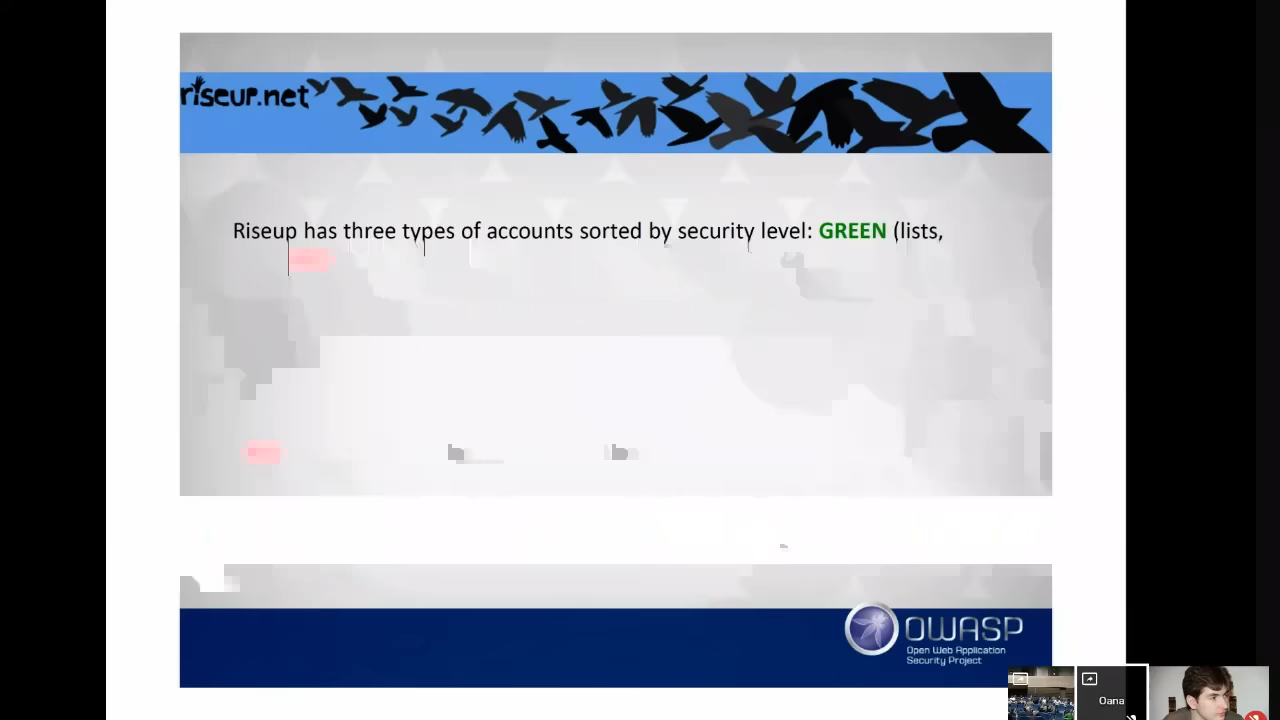 riseup.net
Riseup has three types of accounts sorted by security level: GREEN (lists,
OWASP
Open Web Application
Security Project
Oana